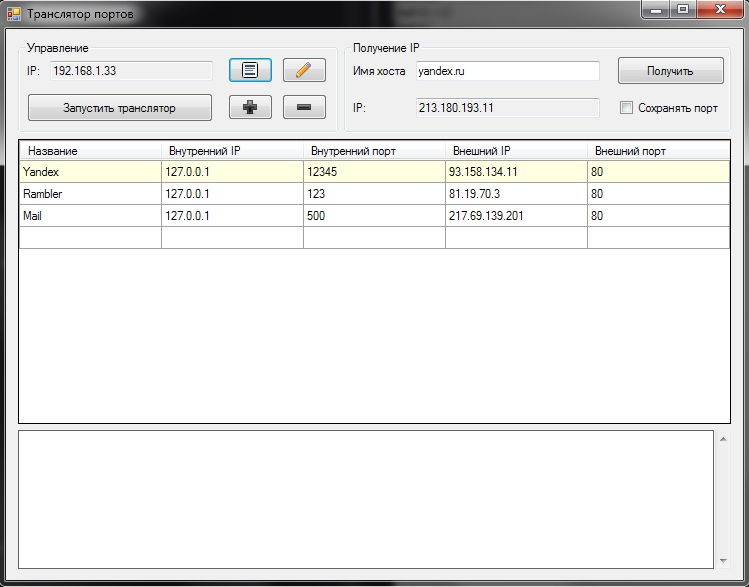 Транслятор портов
Управление
IP: 192.168.1.33
Запустить транслятор
Получение IP
Имя хоста yandex.ru
Получить
IP: 213.180.193.11
Сохранять порт
Название Внутренний IP Внутренний порт Внешний IP Внешний порт
Yandex 127.0.0.1 12345 93.158.134.11 80
Rambler 127.0.0.1 123 81.19.70.3 80
Mail 127.0.0.1 500 217.69.139.201 80